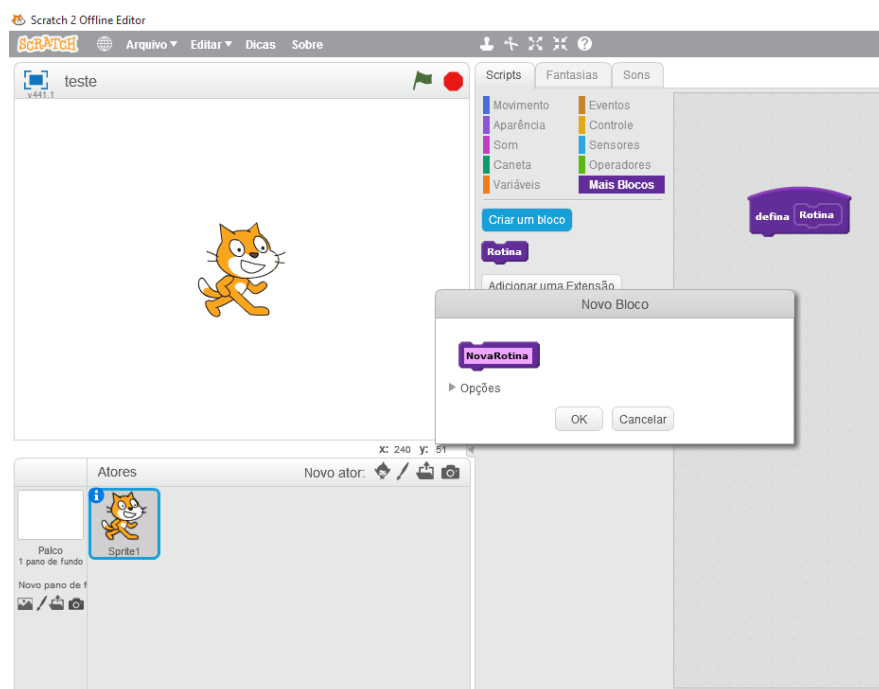 Scratch 2 Offline Editor
SCRATCH Arquivo Editar Dicas Sobre
teste
v441.1
Scripts Fantasias Sons
Movimento Eventos
Aparência Controle
Som Sensores
Caneta Operadores
Variáveis Mais Blocos
Criar um bloco
Rotina
Adicionar uma Extensão
defina Rotina
Novo Bloco
NovaRotina
Opções
OK Cancelar
x: 240 y: 51
Atores Novo ator:
Palco
1 pano de fundo
Sprite1
Novo pano de f